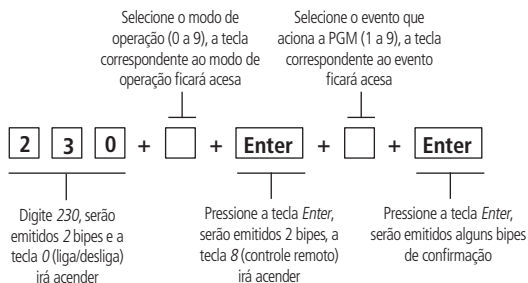 Selecione o modo de
operação (0 a 9), a tecla
correspondente ao modo de
operação ficará acesa
Selecione o evento que
aciona a PGM (1 a 9), a tecla
correspondente ao evento
ficará acesa
2 3 0 + + Enter + + Enter
Digite 230, serão
emitidos 2 bipes e a
tecla 0 (liga/desliga)
irá acender
Pressione a tecla Enter,
serão emitidos 2 bipes, a
tecla 8 (controle remoto)
irá acender
Pressione a tecla Enter,
serão emitidos alguns bipes
de confirmação